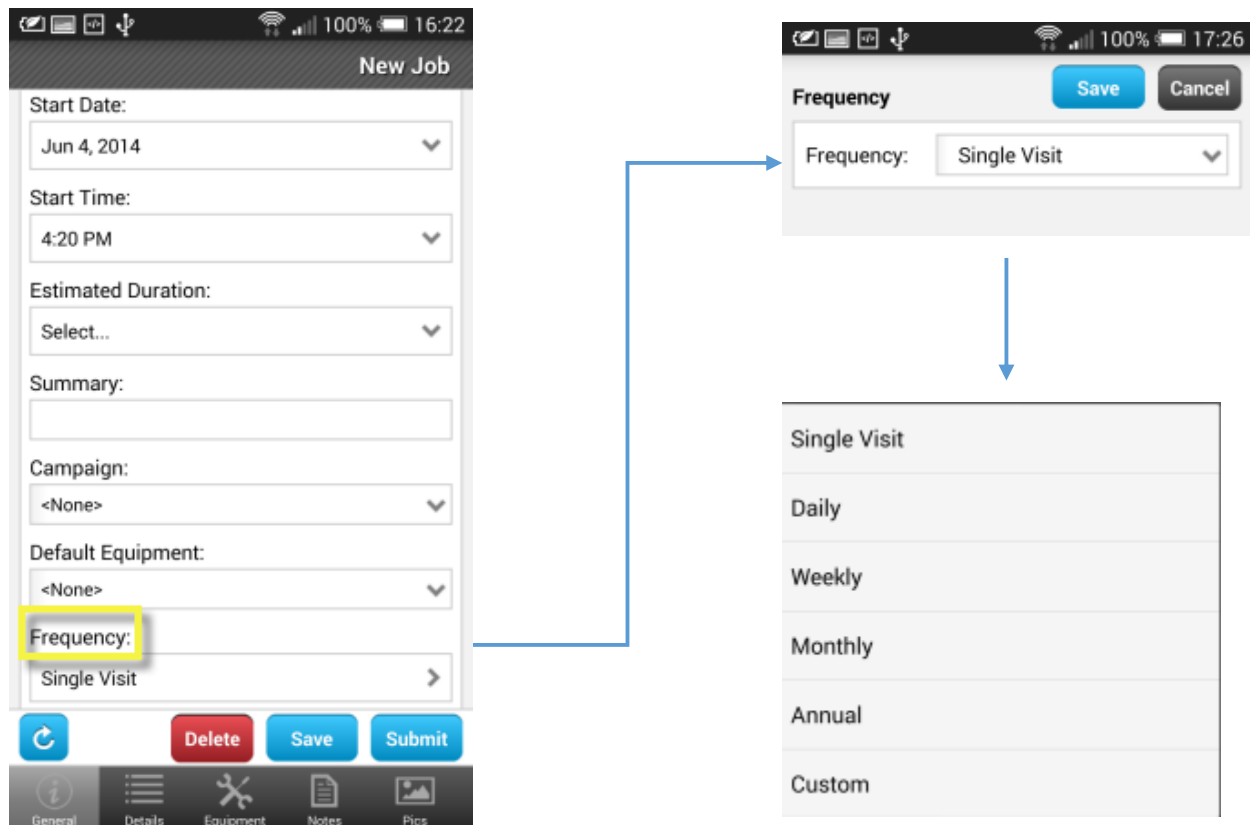 100% 16:22
New Job
Start Date:
Jun 4, 2014
Start Time:
4:20 PM
Estimated Duration:
Select...
Summary:
Campaign:
<None>
Default Equipment:
<None>
Frequency:
Single Visit
Delete Save Submit
General Details Equipment Notes Pics
100% 17:26
Frequency Save Cancel
Frequency: Single Visit
Single Visit
Daily
Weekly
Monthly
Annual
Custom